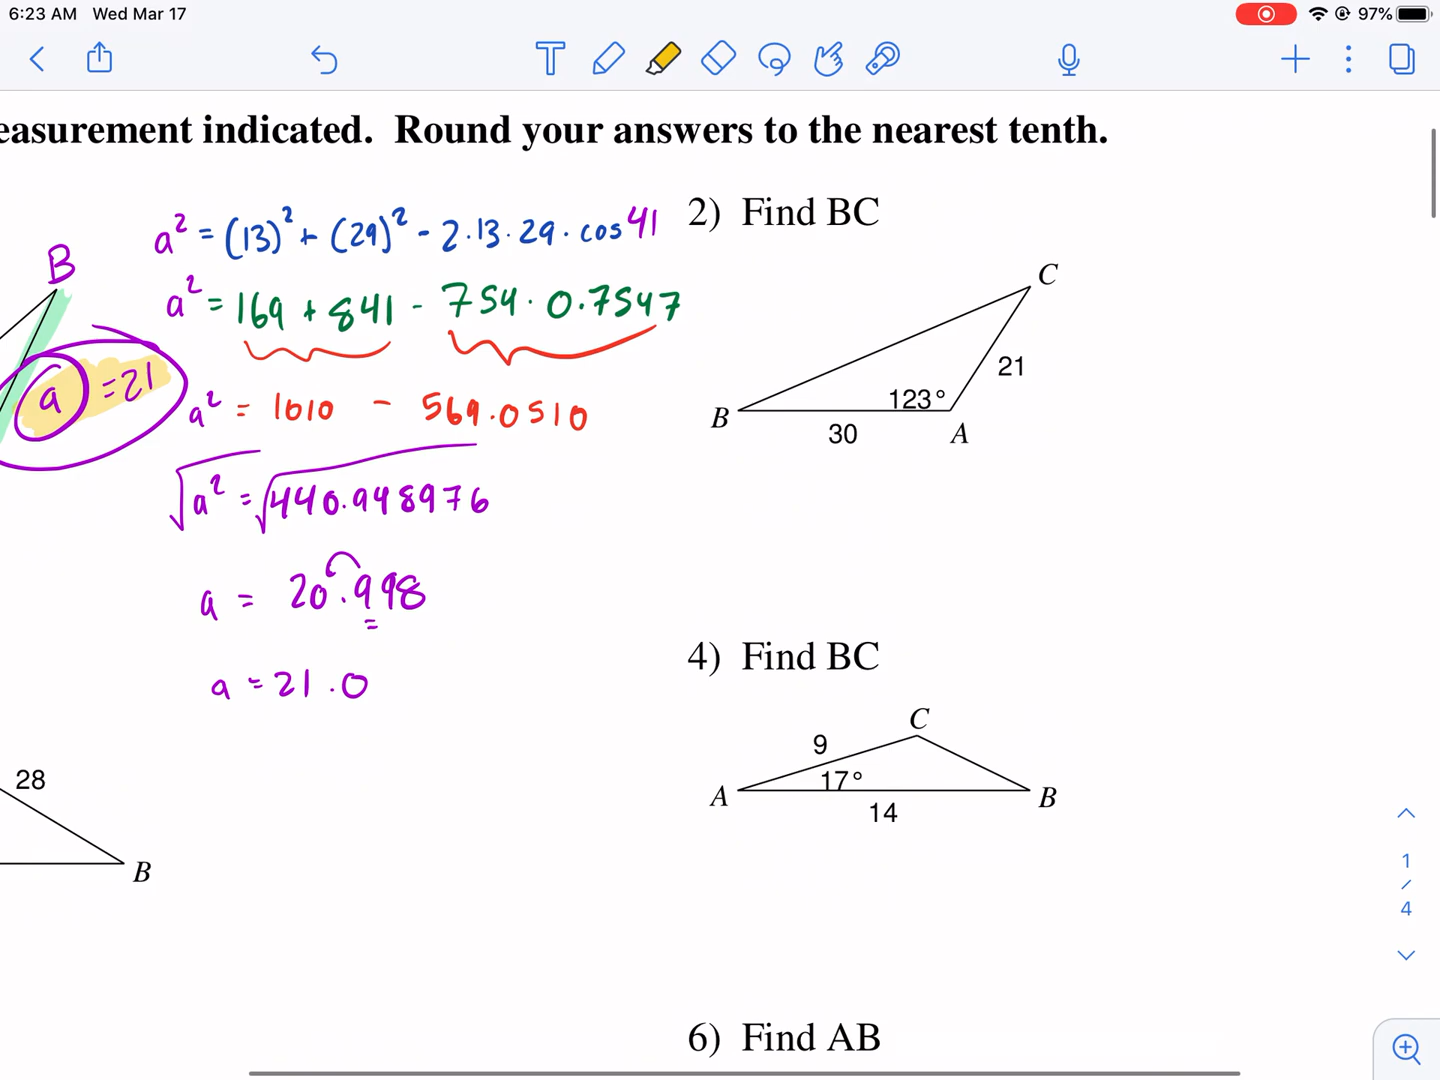 6:23 AM Wed Mar 17
97%
easurement indicated. Round your answers to the nearest tenth.
B
a² = (13)² + (29)² - 2·13·29·cos 41
a² = 169 + 841 - 754·0.7547
a = 21
a² = 1010 - 569.0510
√a² = √440.948976
a = 20.998
a = 21.0
28
B
2) Find BC
C
21
123°
B
30
A
4) Find BC
C
9
17°
A
B
14
1
/
4
6) Find AB